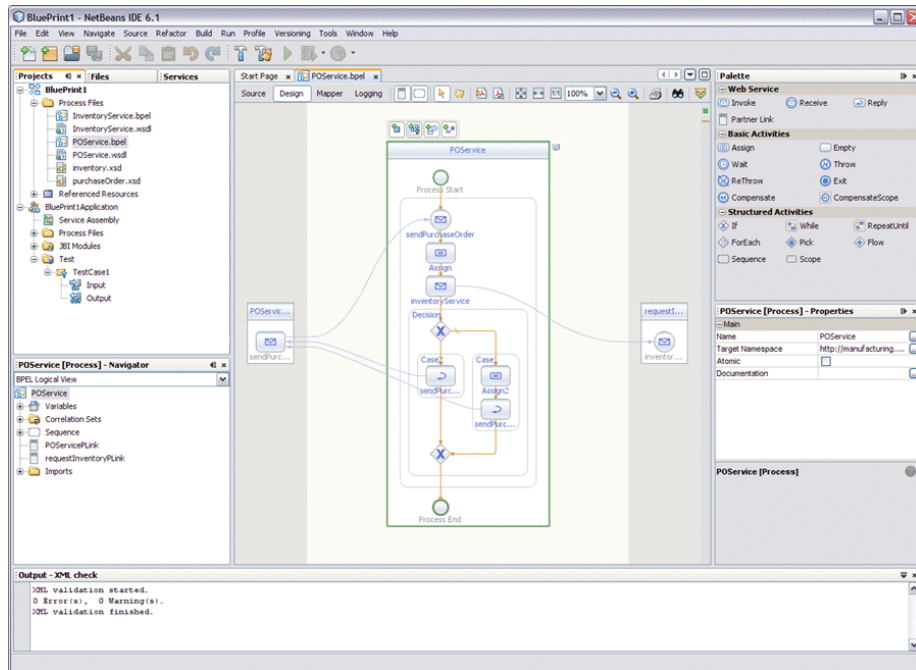 BluePrint1 - NetBeans IDE 6.1
File Edit View Navigate Source Refactor Build Run Profile Versioning Tools Window Help
Projects Files Services
BluePrint1
Process Files
InventoryService.bpel
InventoryService.wsdl
POService.bpel
POService.wsdl
inventory.xsd
purchaseOrder.xsd
Referenced Resources
BluePrint1Application
Service Assembly
Process Files
JBI Modules
Test
TestCase1
Input
Output
POService [Process] - Navigator
BPEL Logical View
POService
Variables
Correlation Sets
Sequence
POServicePLink
requestInventoryPLink
Imports
Start Page POService.bpel
Source Design Mapper Logging 100%
POService
Process Start
sendPurchaseOrder
Assign
inventoryService
POServic...
sendPurc...
requestI...
inventor...
Decision
Case2 Case
sendPurc... Assign2
sendPurc...
Process End
Palette
Web Service
Invoke Receive Reply
Partner Link
Basic Activities
Assign Empty
Wait Throw
ReThrow Exit
Compensate CompensateScope
Structured Activities
If While RepeatUntil
ForEach Pick Flow
Sequence Scope
POService [Process] - Properties
Main
Name POService
Target Namespace http://manufacturing....
Atomic
Documentation
POService [Process]
Output - XML check
XML validation started.
0 Error(s), 0 Warning(s).
XML validation finished.